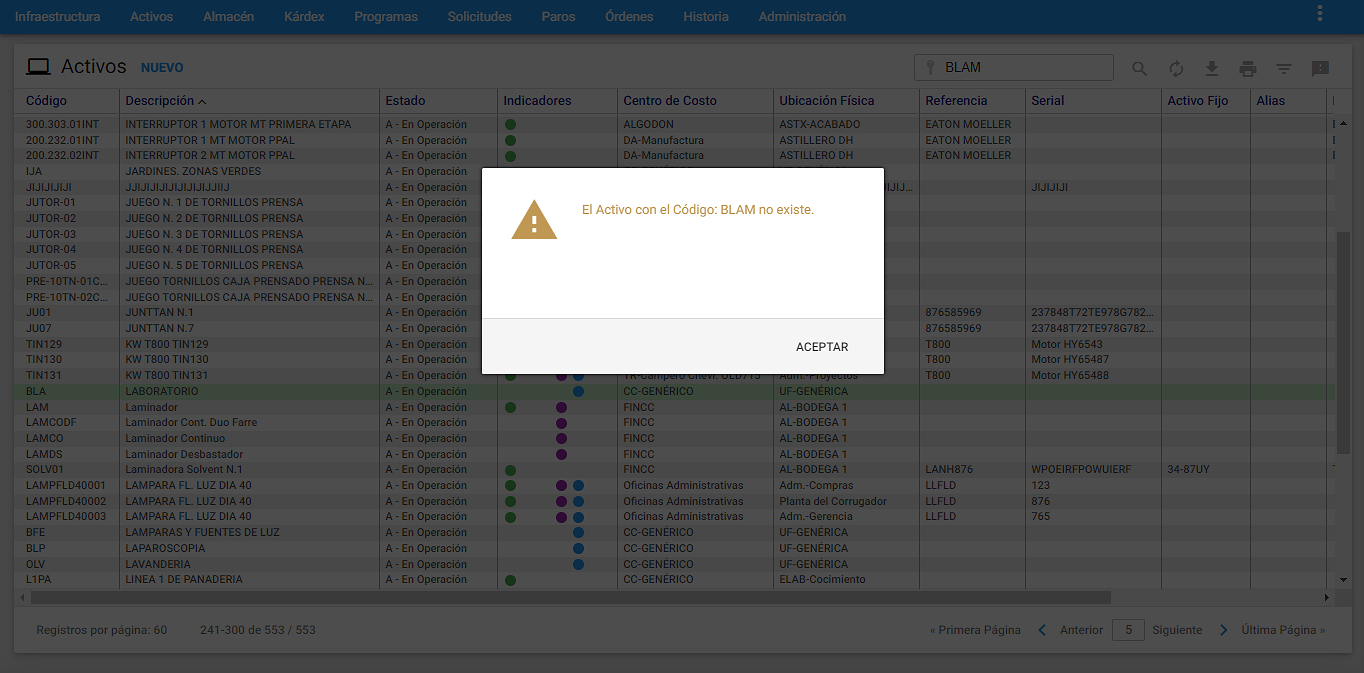 Infraestructura Activos Almacén Kárdex Programas Solicitudes Paros Órdenes Historia Administración
Activos NUEVO BLAM
Código Descripción Estado Indicadores Centro de Costo Ubicación Física Referencia Serial Activo Fijo Alias
300.303.01INT INTERRUPTOR 1 MOTOR MT PRIMERA ETAPA A - En Operación ALGODON ASTX-ACABADO EATON MOELLER
200.232.01INT INTERRUPTOR 1 MT MOTOR PPAL A - En Operación DA-Manufactura ASTILLERO DH EATON MOELLER
200.232.02INT INTERRUPTOR 2 MT MOTOR PPAL A - En Operación DA-Manufactura ASTILLERO DH EATON MOELLER
IJA JARDINES. ZONAS VERDES A - En Operación
JIJIJIJIJI JJIJIJIJIJIJIJIJIJJIIJ A - En Operación JIJIJIJI
JUTOR-01 JUEGO N. 1 DE TORNILLOS PRENSA A - En Operación
JUTOR-02 JUEGO N. 2 DE TORNILLOS PRENSA A - En Operación
JUTOR-03 JUEGO N. 3 DE TORNILLOS PRENSA A - En Operación
JUTOR-04 JUEGO N. 4 DE TORNILLOS PRENSA A - En Operación
JUTOR-05 JUEGO N. 5 DE TORNILLOS PRENSA A - En Operación
PRE-10TN-01C... JUEGO TORNILLOS CAJA PRENSADO PRENSA N... A - En Operación
PRE-10TN-02C... JUEGO TORNILLOS CAJA PRENSADO PRENSA N... A - En Operación
JU01 JUNTTAN N.1 A - En Operación 876585969 237848T72TE978G782...
JU07 JUNTTAN N.7 A - En Operación 876585969 237848T72TE978G782...
TIN129 KW T800 TIN129 A - En Operación T800 Motor HY6543
TIN130 KW T800 TIN130 A - En Operación T800 Motor HY65487
TIN131 KW T800 TIN131 A - En Operación TR-Campero Chevr. OLD715 Adm.-Proyectos T800 Motor HY65488
BLA LABORATORIO A - En Operación CC-GENÉRICO UF-GENÉRICA
LAM Laminador A - En Operación FINCC AL-BODEGA 1
LAMCODF Laminador Cont. Duo Farre A - En Operación FINCC AL-BODEGA 1
LAMCO Laminador Continuo A - En Operación FINCC AL-BODEGA 1
LAMDS Laminador Desbastador A - En Operación FINCC AL-BODEGA 1
SOLV01 Laminadora Solvent N.1 A - En Operación FINCC AL-BODEGA 1 LANH876 WPOEIRFPOWUIERF 34-87UY
LAMPFLD40001 LAMPARA FL. LUZ DIA 40 A - En Operación Oficinas Administrativas Adm.-Compras LLFLD 123
LAMPFLD40002 LAMPARA FL. LUZ DIA 40 A - En Operación Oficinas Administrativas Planta del Corrugador LLFLD 876
LAMPFLD40003 LAMPARA FL. LUZ DIA 40 A - En Operación Oficinas Administrativas Adm.-Gerencia LLFLD 765
BFE LAMPARAS Y FUENTES DE LUZ A - En Operación CC-GENÉRICO UF-GENÉRICA
BLP LAPAROSCOPIA A - En Operación CC-GENÉRICO UF-GENÉRICA
OLV LAVANDERIA A - En Operación CC-GENÉRICO UF-GENÉRICA
L1PA LINEA 1 DE PANADERIA A - En Operación CC-GENÉRICO ELAB-Cocimiento
El Activo con el Código: BLAM no existe.
ACEPTAR
Registros por página: 60 241-300 de 553 / 553 « Primera Página Anterior 5 Siguiente Última Página »